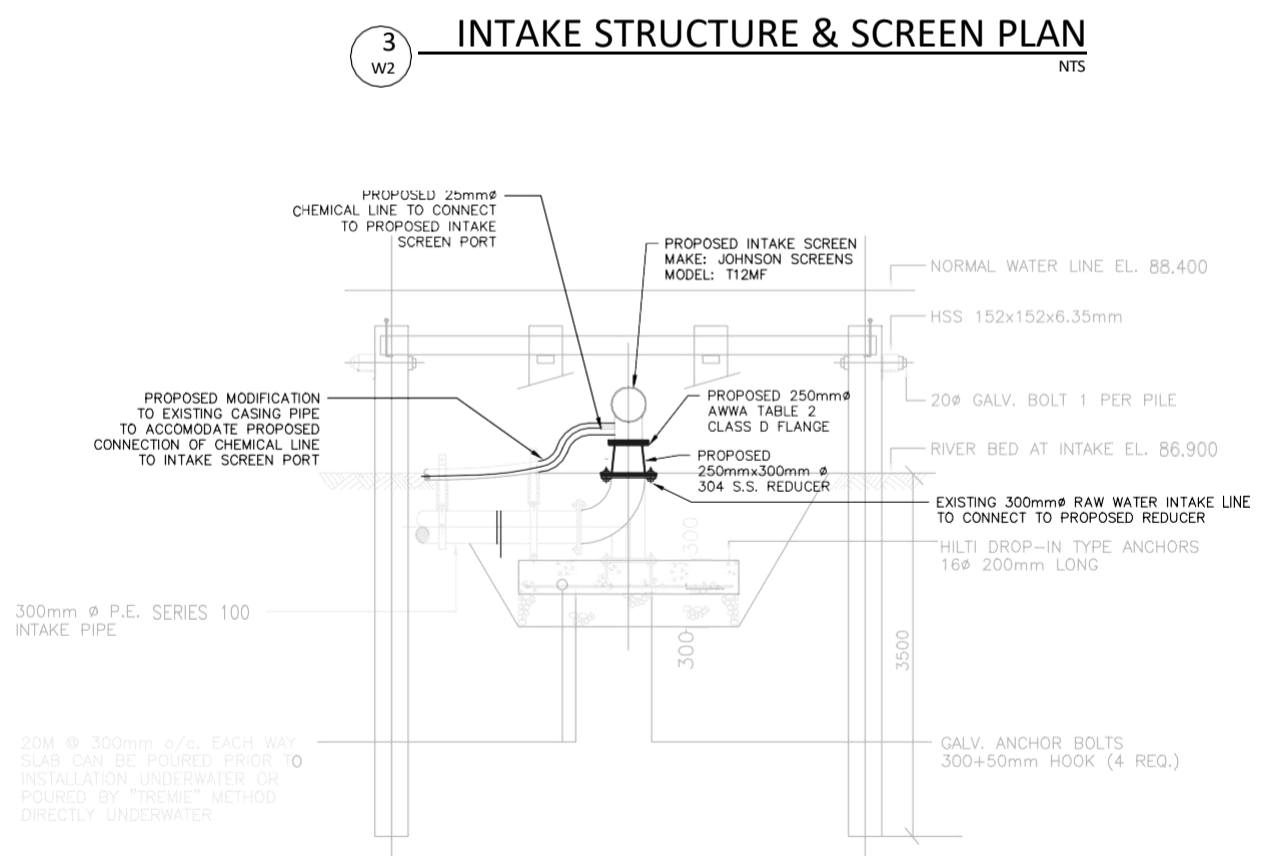 3
W2
INTAKE STRUCTURE & SCREEN PLAN
NTS
PROPOSED 25mmø
CHEMICAL LINE TO CONNECT
TO PROPOSED INTAKE
SCREEN PORT
PROPOSED INTAKE SCREEN
MAKE: JOHNSON SCREENS
MODEL: T12MF
NORMAL WATER LINE EL. 88.400
HSS 152x152x6.35mm
PROPOSED MODIFICATION
TO EXISTING CASING PIPE
TO ACCOMODATE PROPOSED
CONNECTION OF CHEMICAL LINE
TO INTAKE SCREEN PORT
PROPOSED 250mmø
AWWA TABLE 2
CLASS D FLANGE
20ø GALV. BOLT 1 PER PILE
RIVER BED AT INTAKE EL. 86.900
PROPOSED
250mmx300mm ø
304 S.S. REDUCER
EXISTING 300mmø RAW WATER INTAKE LINE
TO CONNECT TO PROPOSED REDUCER
300
HILTI DROP-IN TYPE ANCHORS
16ø 200mm LONG
300mm ø P.E. SERIES 100
INTAKE PIPE
300
3500
20M @ 300mm o/c. EACH WAY
SLAB CAN BE POURED PRIOR TO
INSTALLATION UNDERWATER OR
POURED BY "TREMIE" METHOD
DIRECTLY UNDERWATER
GALV. ANCHOR BOLTS
300+50mm HOOK (4 REQ.)